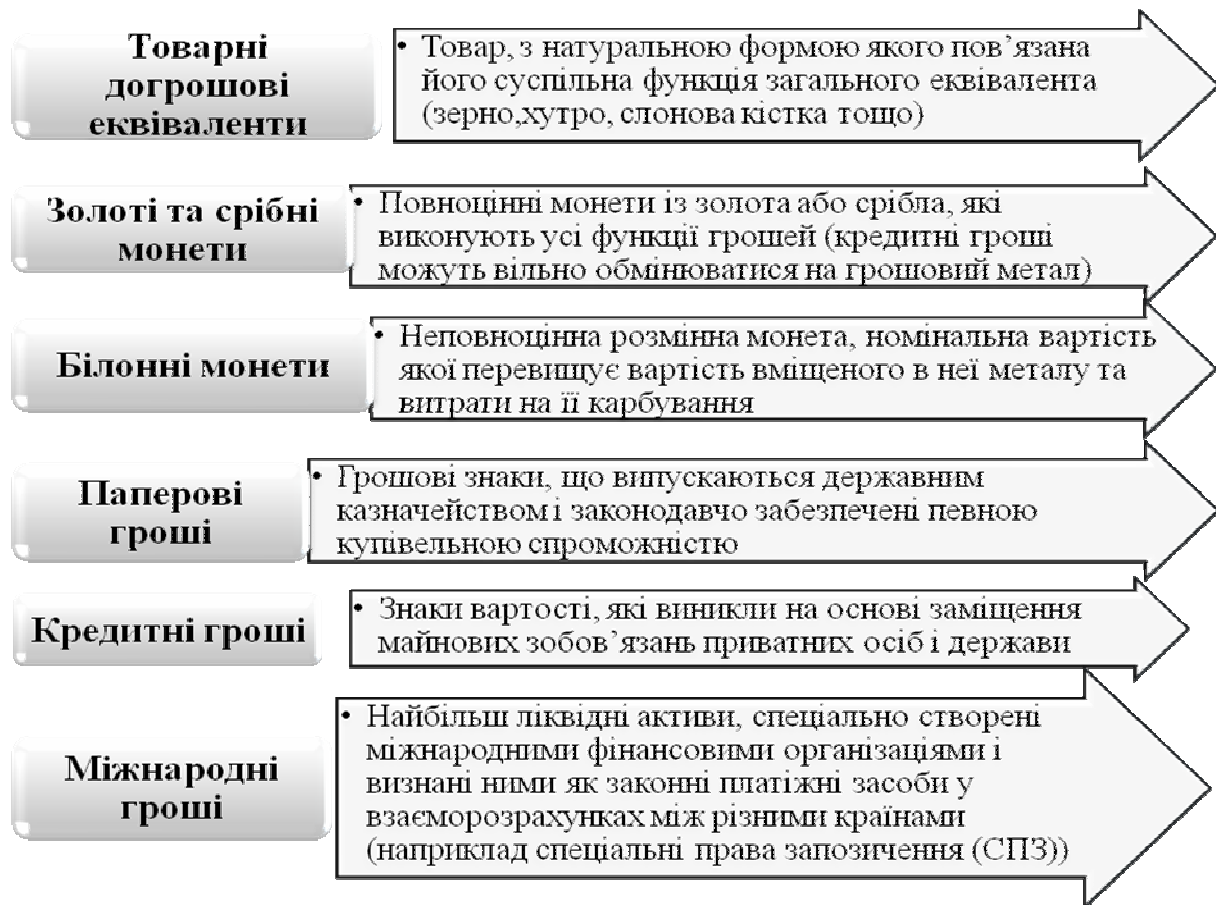 Товарні
догрошові
еквіваленти
• Товар, з натуральною формою якого пов’язана
його суспільна функція загального еквівалента
(зерно,хутро, слонова кістка тощо)
Золоті та срібні
монети
• Повноцінні монети із золота або срібла, які
виконують усі функції грошей (кредитні гроші
можуть вільно обмінюватися на грошовий метал)
Білонні монети
• Неповноцінна розмінна монета, номінальна вартість
якої перевищує вартість вміщеного в неї металу та
витрати на її карбування
Паперові
гроші
• Грошові знаки, що випускаються державним
казначейством і законодавчо забезпечені певною
купівельною спроможністю
Кредитні гроші
• Знаки вартості, які виникли на основі заміщення
майнових зобов’язань приватних осіб і держави
Міжнародні
гроші
• Найбільш ліквідні активи, спеціально створені
міжнародними фінансовими організаціями і
визнані ними як законні платіжні засоби у
взаєморозрахунках між різними країнами
(наприклад спеціальні права запозичення (СПЗ))